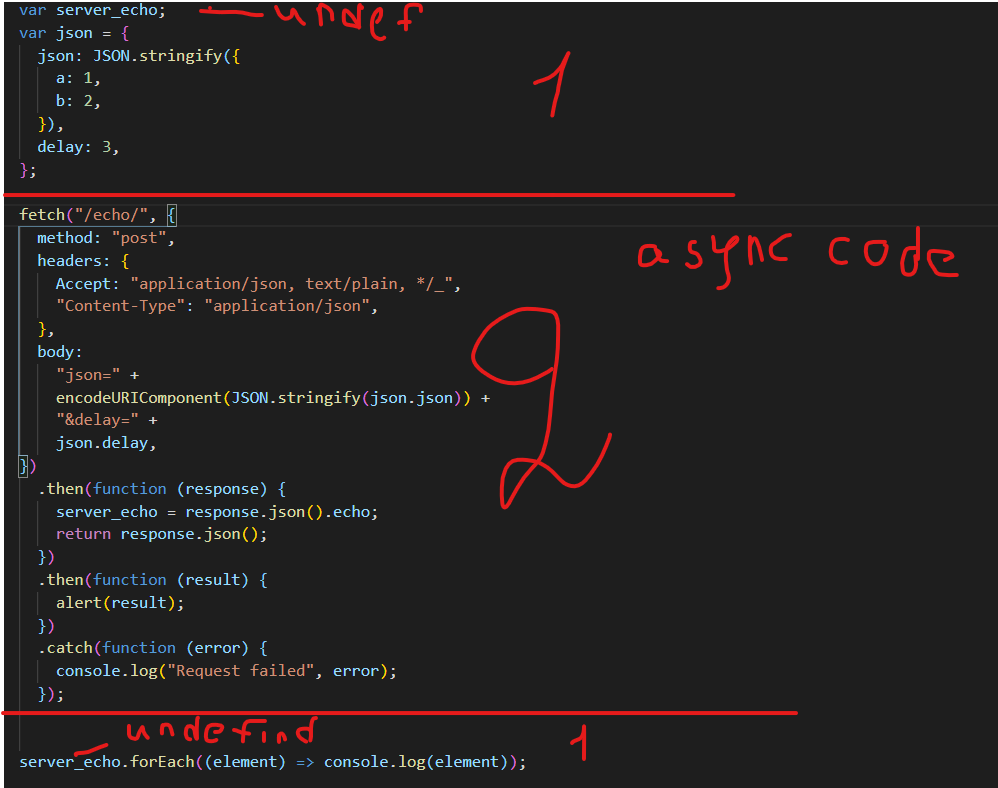 var server_echo; undef
var json = {
json: JSON.stringify({
a: 1,
b: 2,
1
}),
delay: 3,
};
fetch("/echo/", {
method: "post",
async code
headers: {
Accept: "application/json, text/plain, */_",
"Content-Type": "application/json",
},
body:
"json=" +
2
encodeURIComponent(JSON.stringify(json.json)) +
"&delay=" +
json.delay,
})
.then(function (response) {
server_echo = response.json().echo;
return response.json();
})
.then(function (result) {
alert(result);
})
.catch(function (error) {
console.log("Request failed", error);
});
undefind
1
server_echo.forEach((element) => console.log(element));